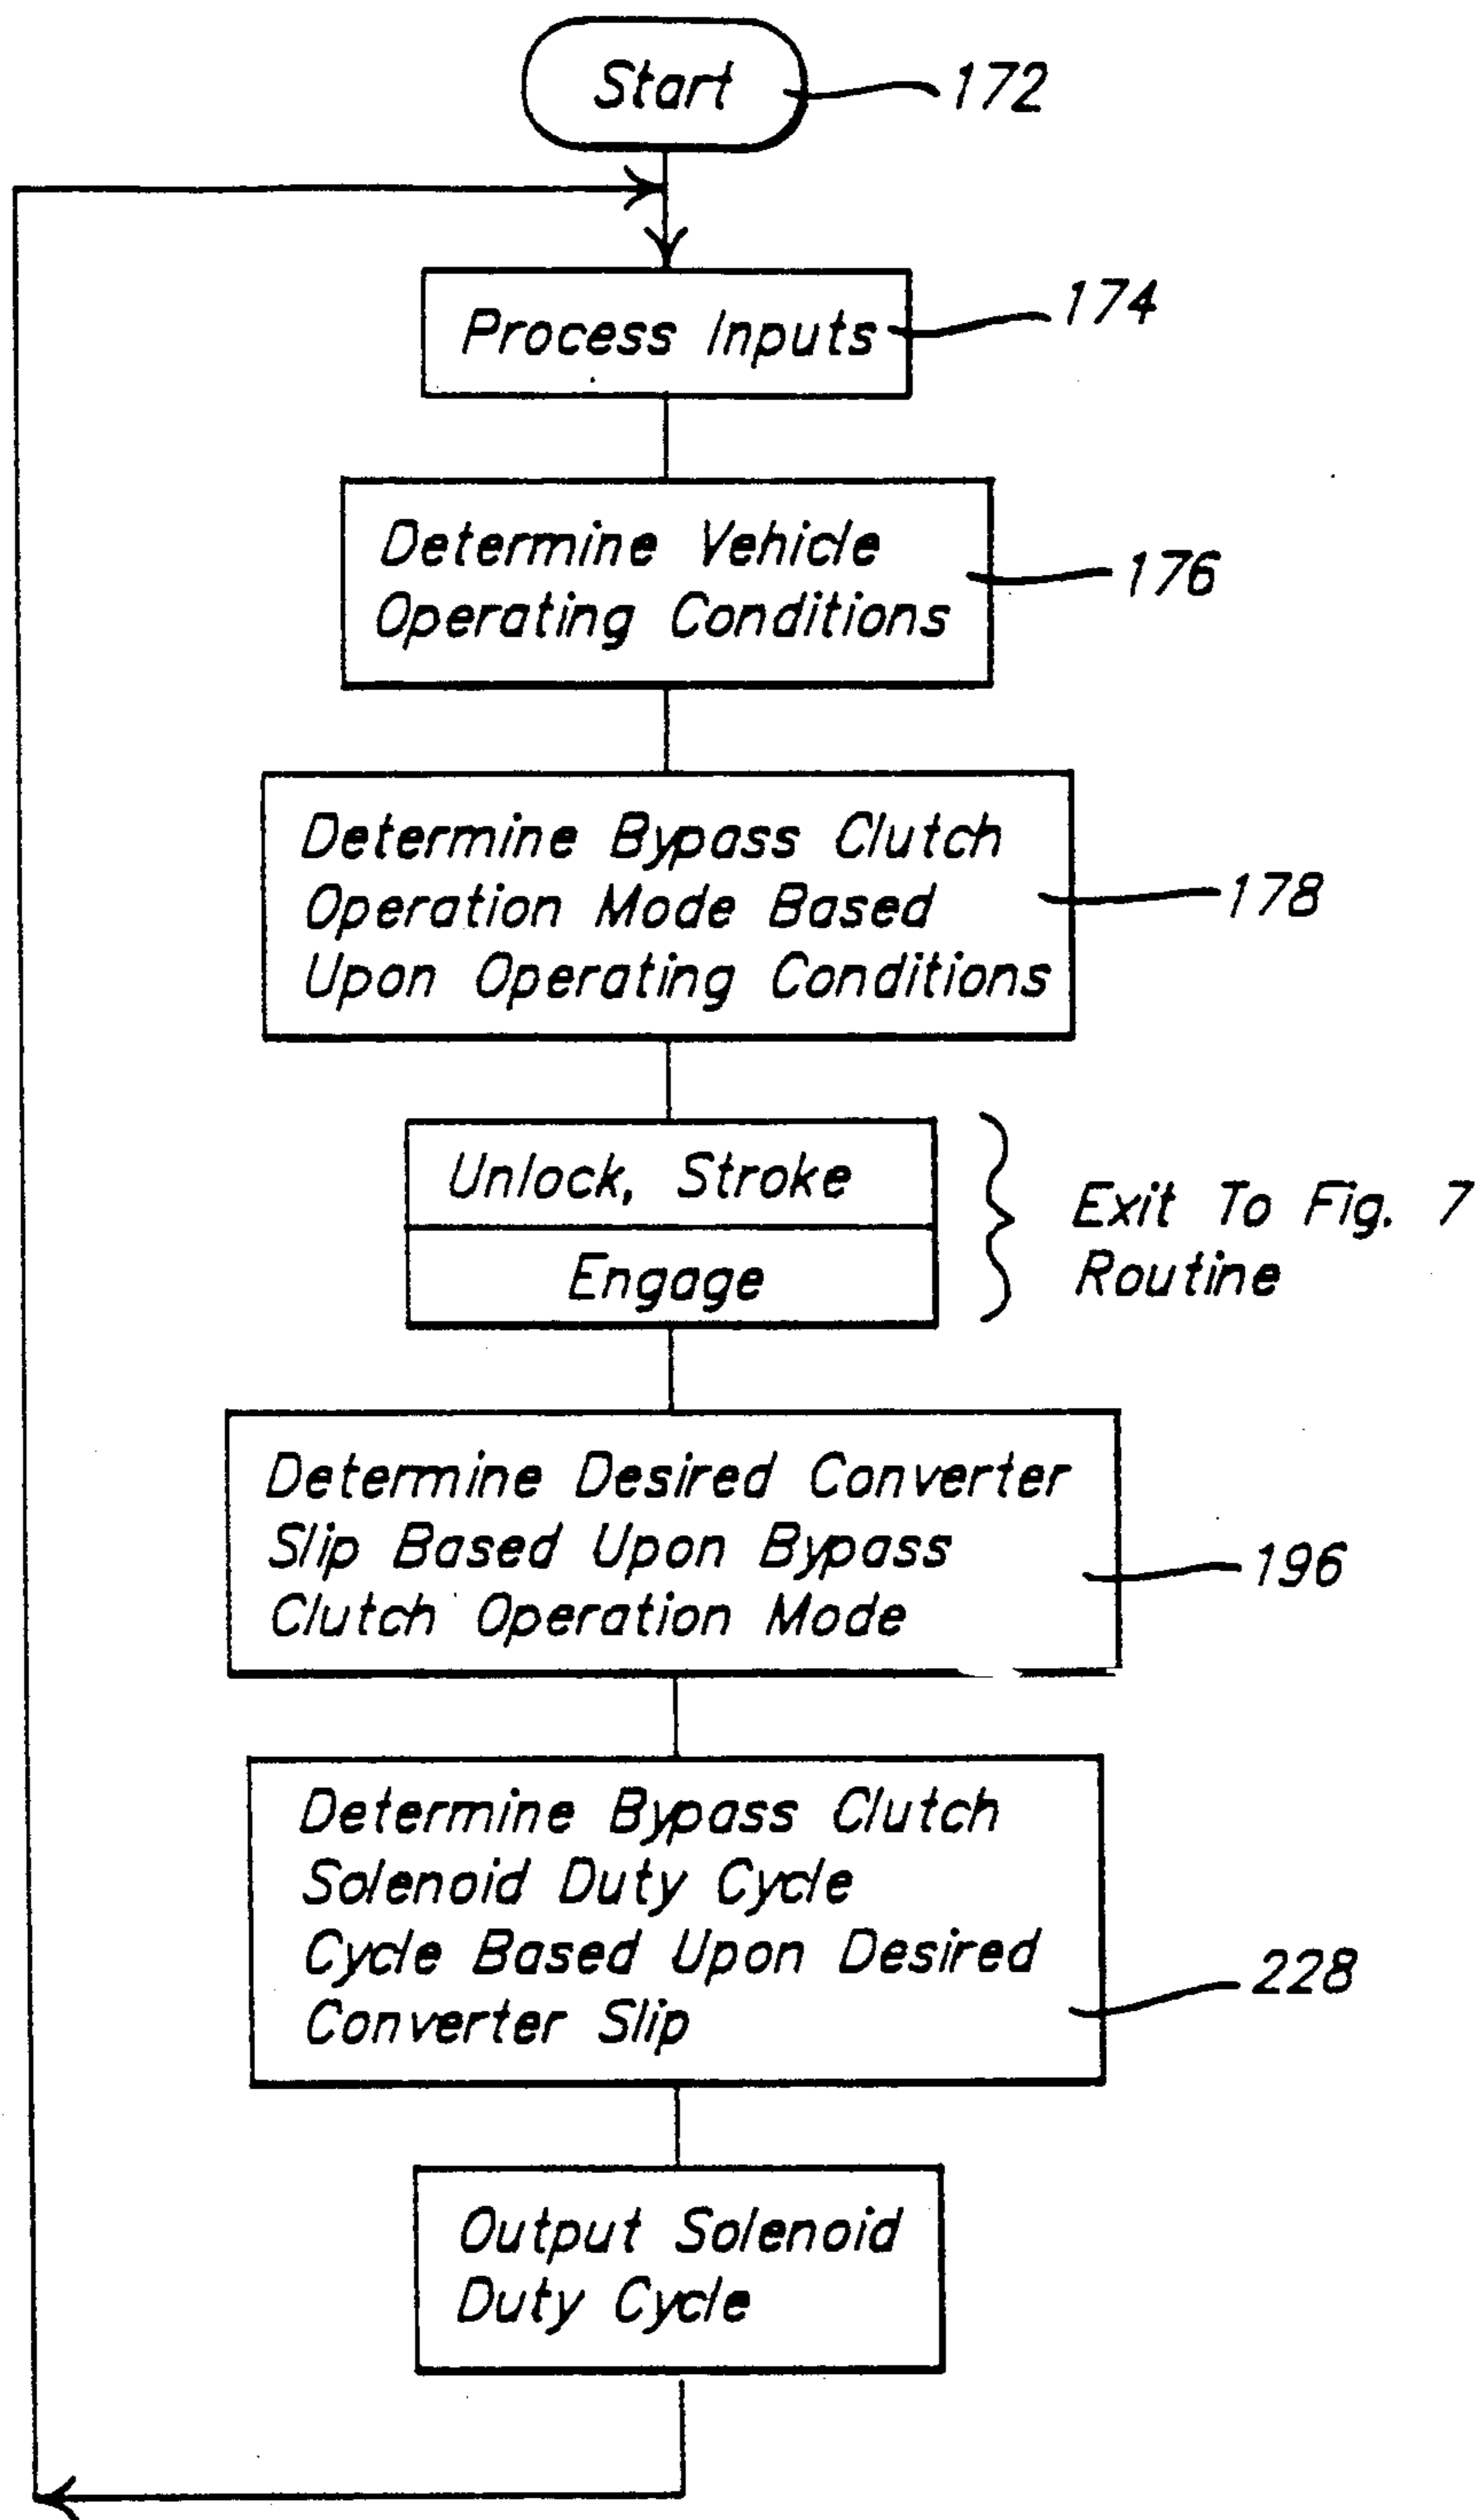 Start
172
Process Inputs
174
Determine Vehicle
Operating Conditions
176
Determine Bypass Clutch
Operation Mode Based
Upon Operating Conditions
178
Unlock, Stroke
Engage
Exit To Fig. 7
Routine
Determine Desired Converter
Slip Based Upon Bypass
Clutch Operation Mode
196
Determine Bypass Clutch
Solenoid Duty Cycle
Cycle Based Upon Desired
Converter Slip
228
Output Solenoid
Duty Cycle